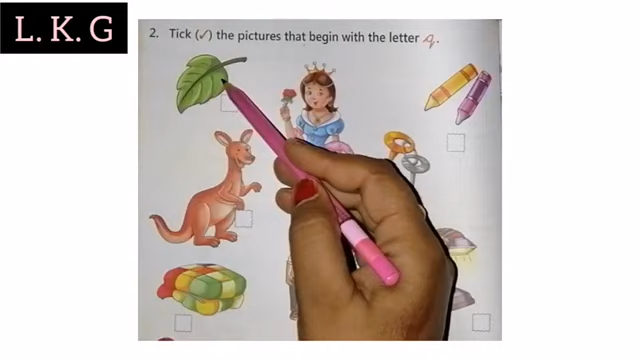 L. K. G
2. Tick (✓) the pictures that begin with the letter q.